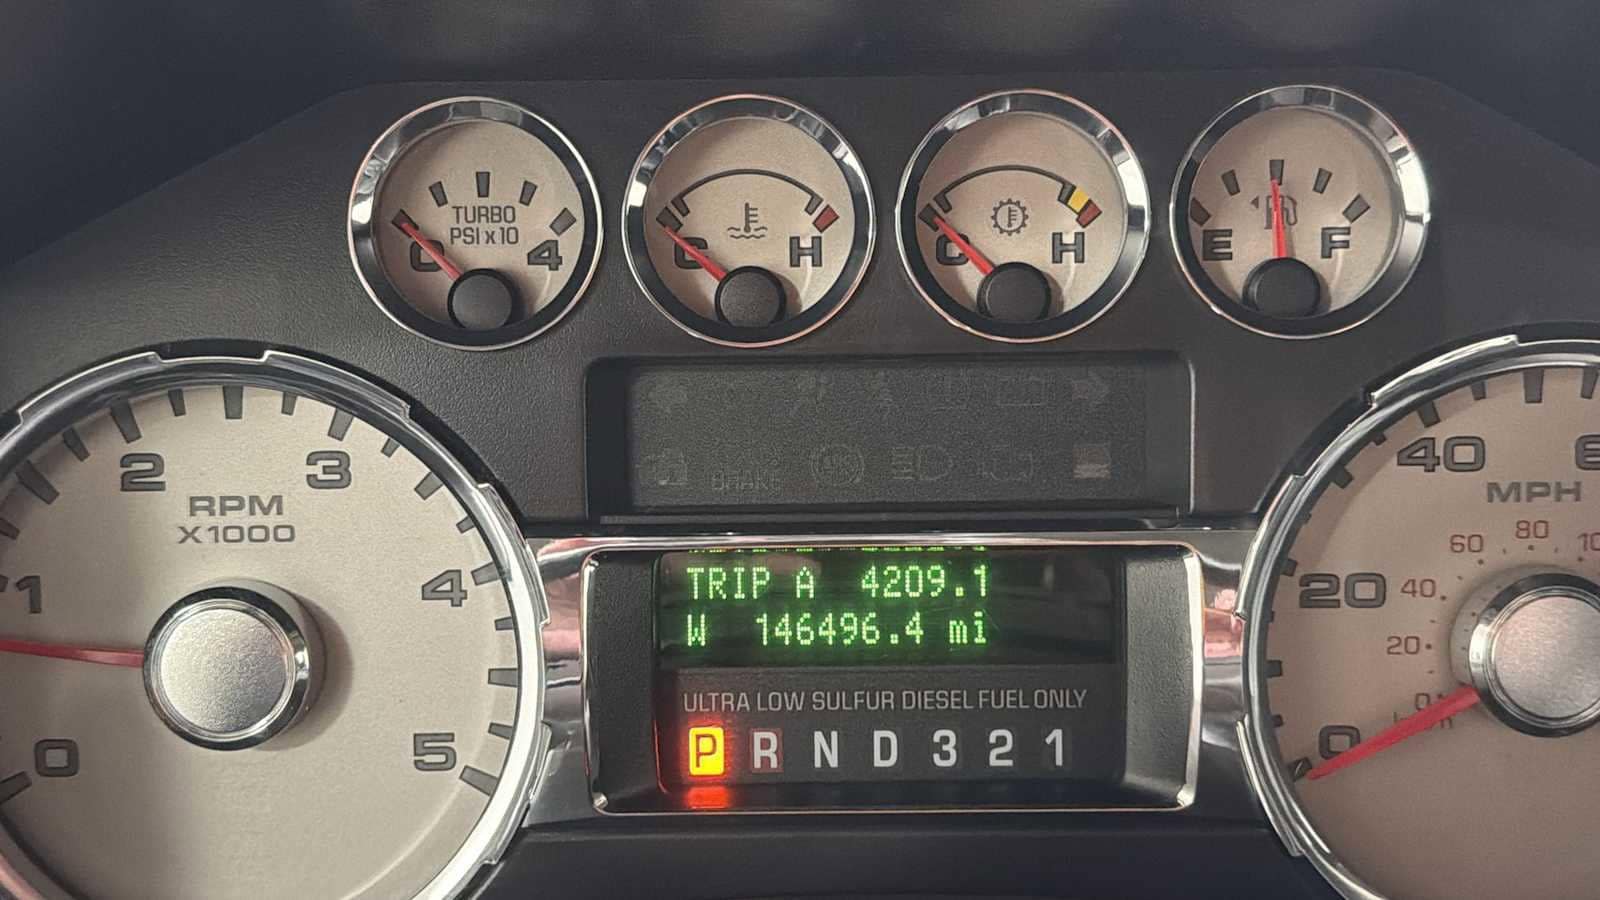 TURBO
PSI x 10
0 4
C H
C H
E F
1 2 3 4 5
0
RPM
X1000
BRAKE
0 20 40
MPH
0 20 40 60 80
TRIP A 4209.1
W 146496.4 mi
ULTRA LOW SULFUR DIESEL FUEL ONLY
P R N D 3 2 1